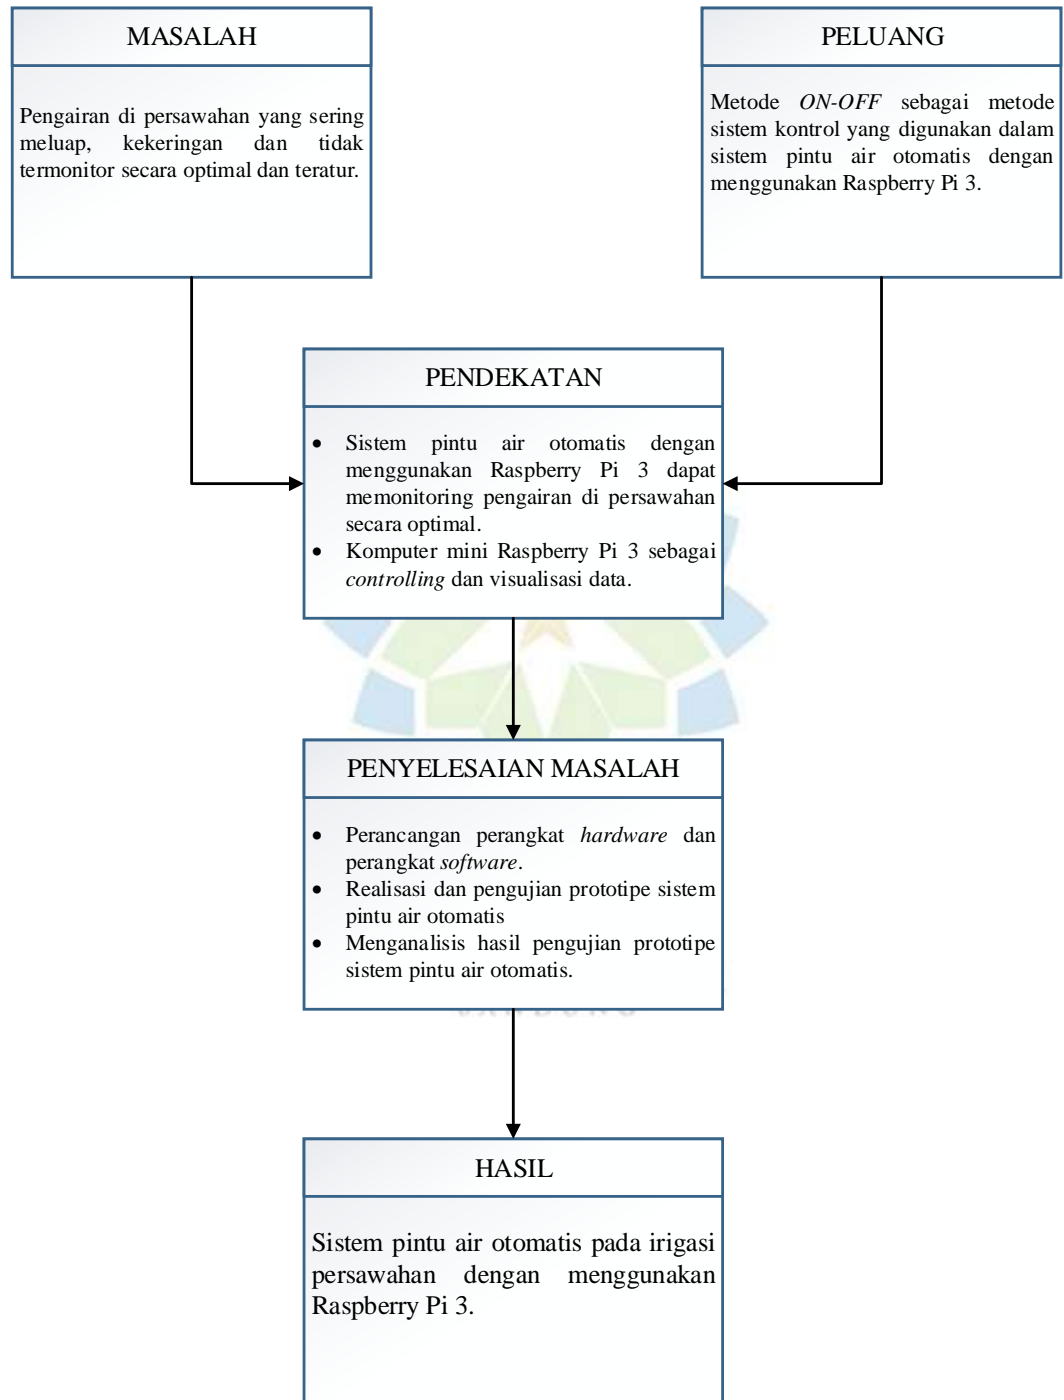 MASALAH
Pengairan di persawahan yang sering
meluap, kekeringan dan tidak
termonitor secara optimal dan teratur.
PELUANG
Metode ON-OFF sebagai metode
sistem kontrol yang digunakan dalam
sistem pintu air otomatis dengan
menggunakan Raspberry Pi 3.
PENDEKATAN
• Sistem pintu air otomatis dengan
menggunakan Raspberry Pi 3 dapat
memonitoring pengairan di persawahan
secara optimal.
• Komputer mini Raspberry Pi 3 sebagai
controlling dan visualisasi data.
PENYELESAIAN MASALAH
• Perancangan perangkat hardware dan
perangkat software.
• Realisasi dan pengujian prototipe sistem
pintu air otomatis
• Menganalisis hasil pengujian prototipe
sistem pintu air otomatis.
HASIL
Sistem pintu air otomatis pada irigasi
persawahan dengan menggunakan
Raspberry Pi 3.